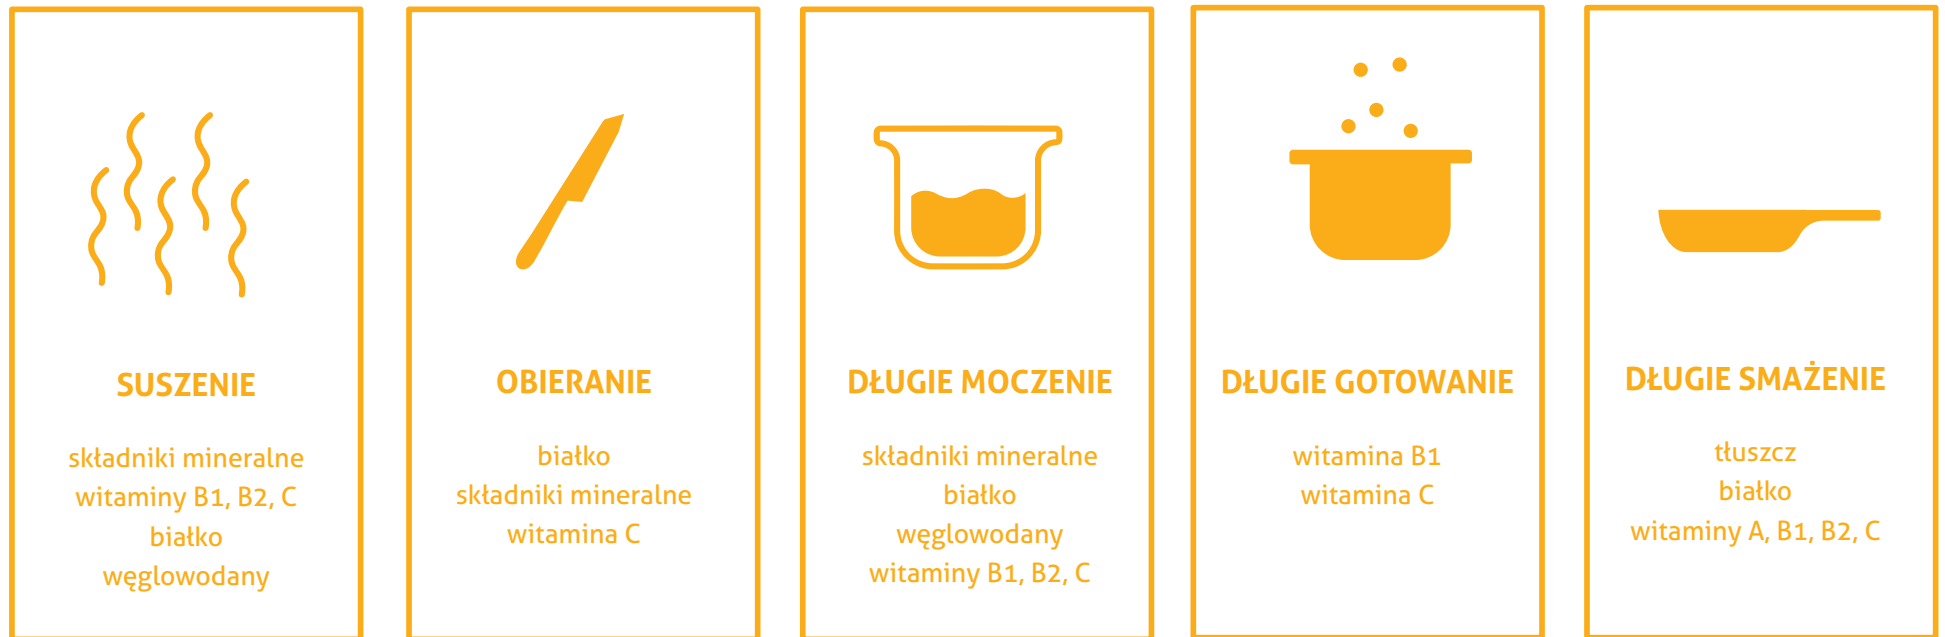 SUSZENIE
składniki mineralne
witaminy B1, B2, C
białko
węglowodany
OBIERANIE
białko
składniki mineralne
witamina C
DŁUGIE MOCZENIE
składniki mineralne
białko
węglowodany
witaminy B1, B2, C
DŁUGIE GOTOWANIE
witamina B1
witamina C
DŁUGIE SMAŻENIE
tłuszcz
białko
witaminy A, B1, B2, C